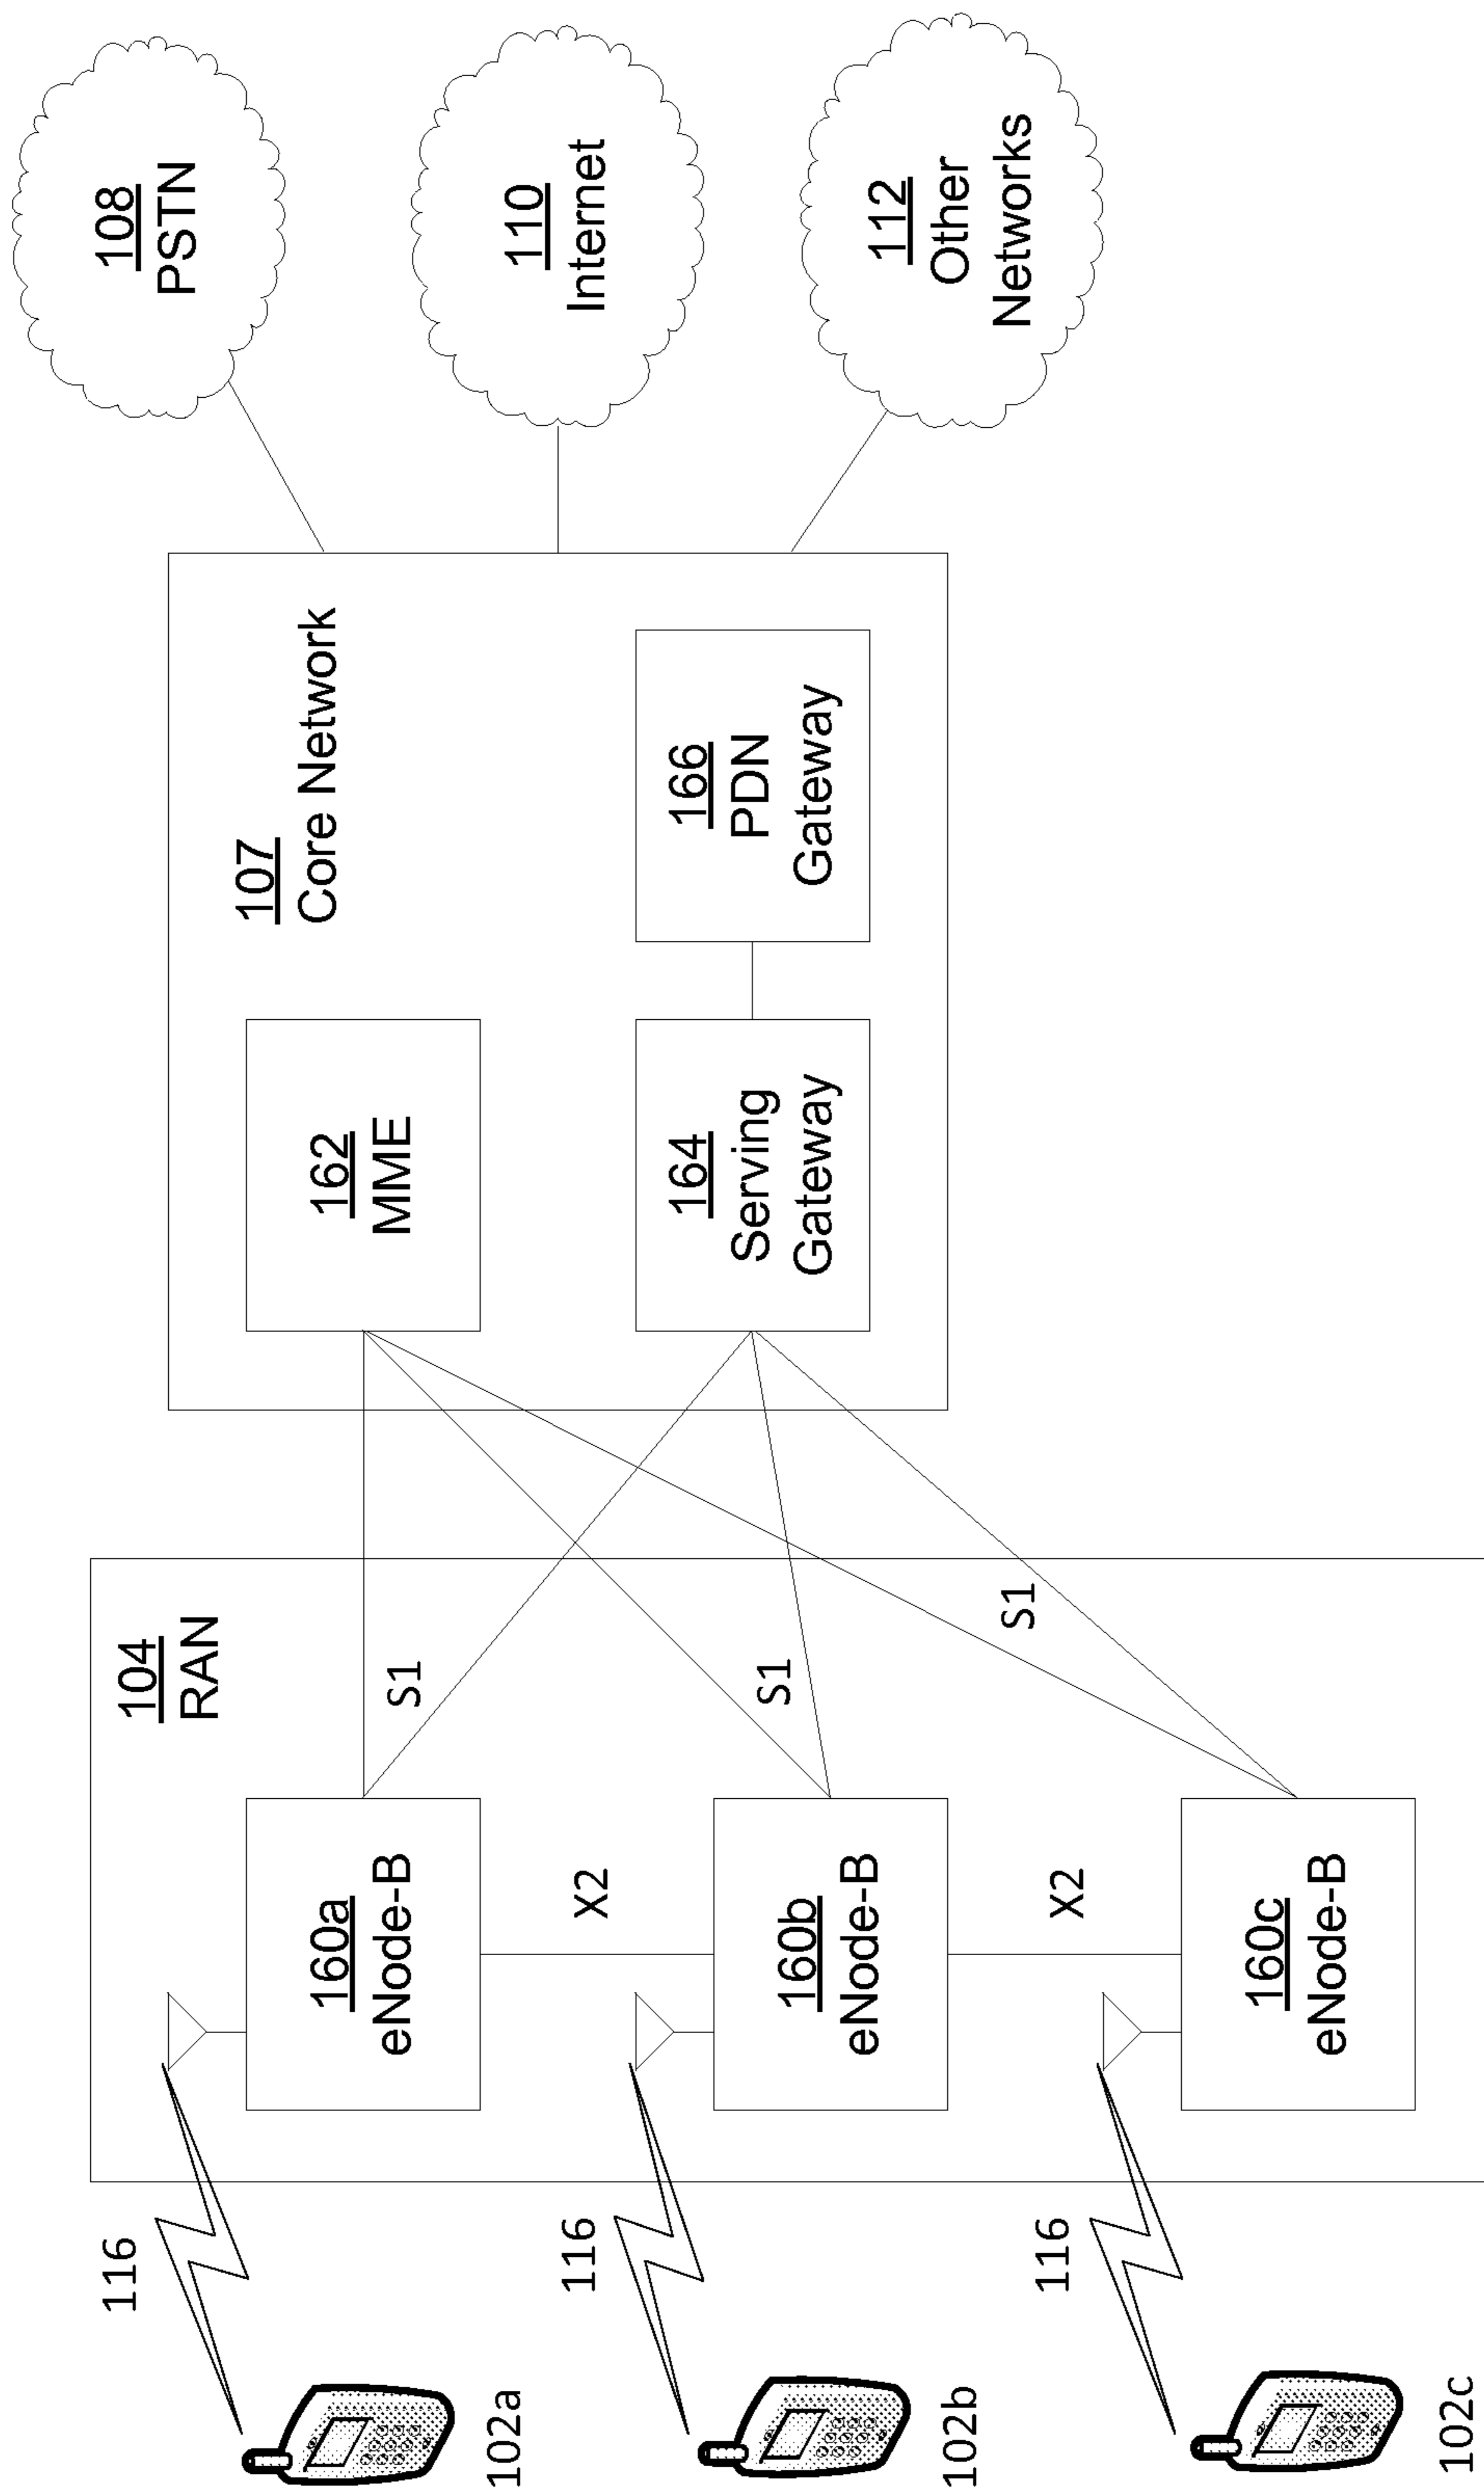 116
102a
116
102b
116
102c
104
RAN
160a
eNode-B
X2
160b
eNode-B
X2
160c
eNode-B
S1
S1
S1
107
Core Network
162
MME
164
Serving
Gateway
166
PDN
Gateway
108
PSTN
110
Internet
112
Other
Networks